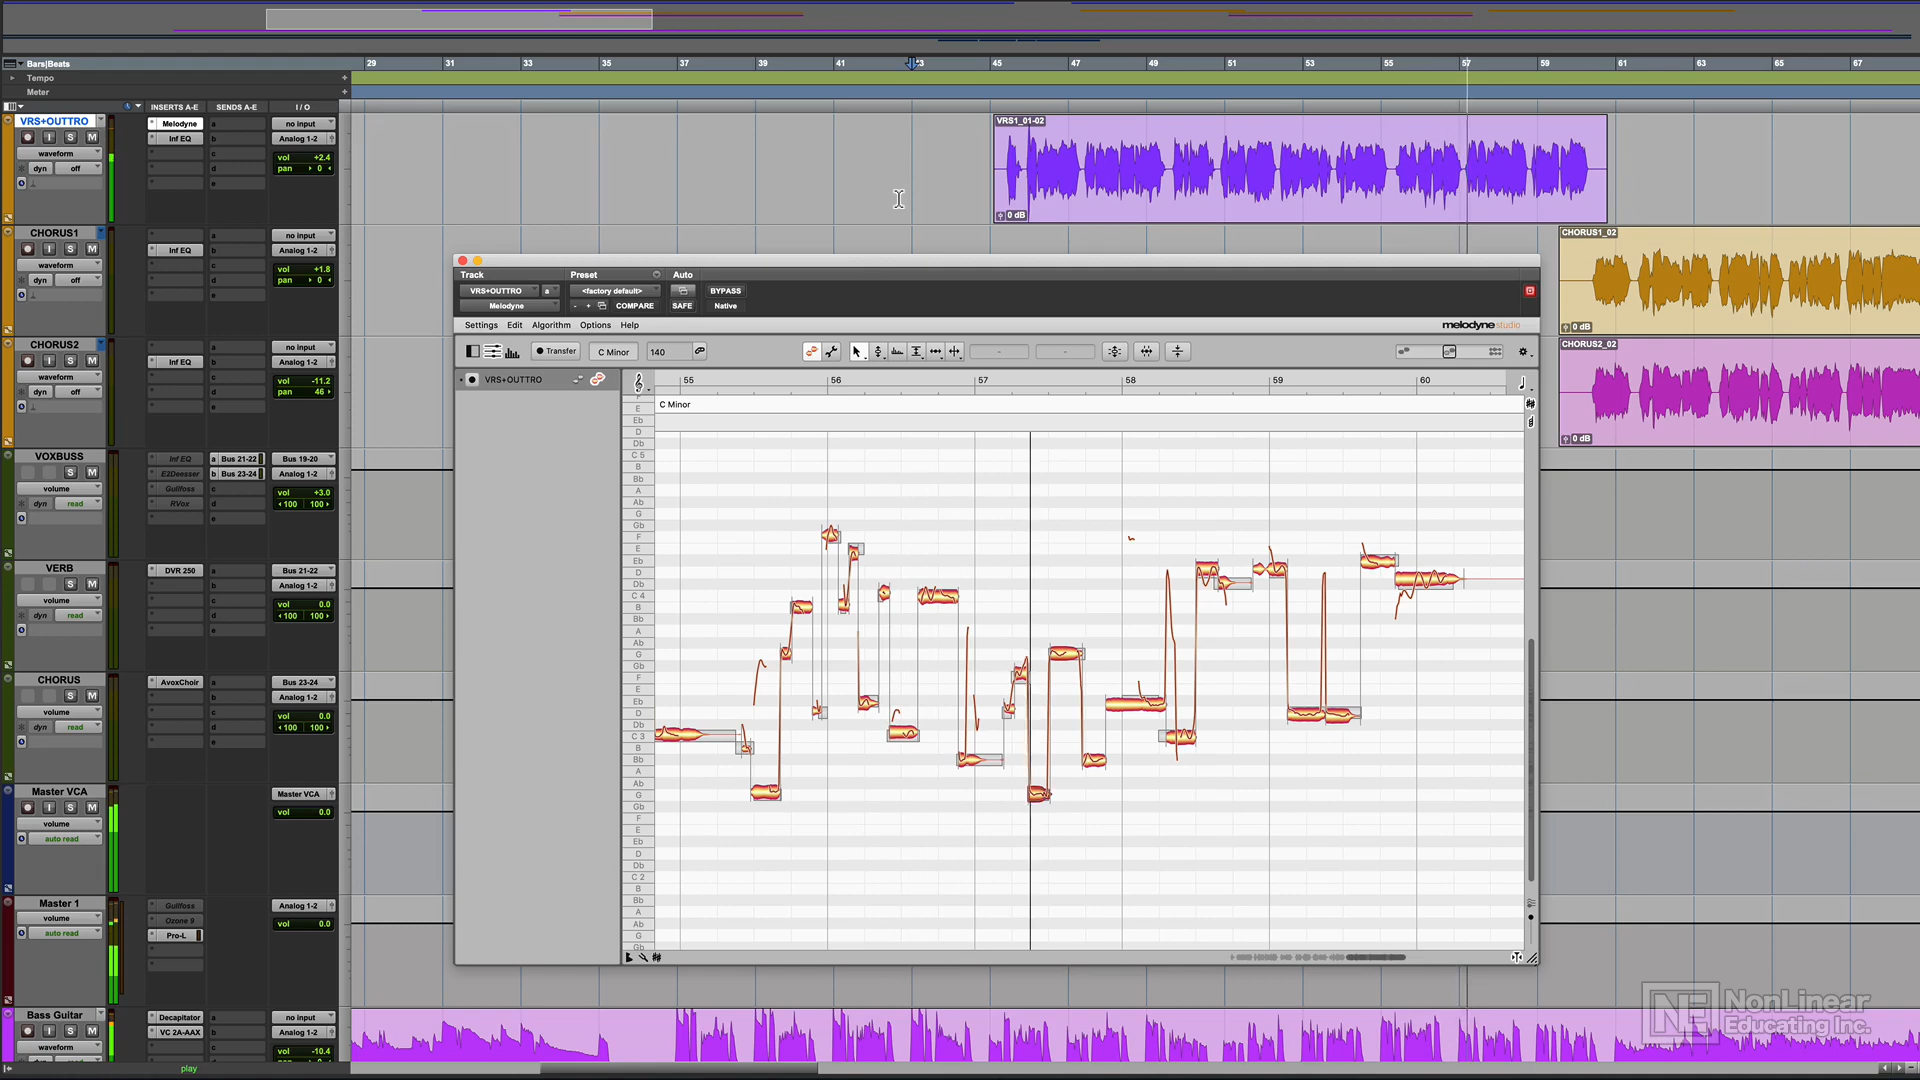 Bars|Beats
29 31 33 35 37 39 41 43 45 47 49 51 53 55 57 59 61 63 65 67
Tempo +
Meter +
INSERTS A-E SENDS A-E I / O
VRS+OUTTRO
I S M
waveform
dyn off
Melodyne
Inf EQ
a
b
c
d
e
no input
Analog 1-2
vol +2.4
pan 0
VRS1_01-02
0 dB
CHORUS1
I S M
waveform
dyn off
Inf EQ
a
b
c
d
e
no input
Analog 1-2
vol +1.8
pan 0
CHORUS1_02
0 dB
CHORUS2
I S M
waveform
dyn off
Inf EQ
a
b
c
d
e
no input
Analog 1-2
vol -11.2
pan 46
CHORUS2_02
0 dB
VOXBUSS
S M
volume
dyn read
Inf EQ
E2Deesser
Gullfoss
RVox
a Bus 21-22
b Bus 23-24
c
d
e
Bus 19-20
Analog 1-2
vol +3.0
100 100
VERB
S M
volume
dyn read
DVR 250
a
b
c
d
e
Bus 21-22
Analog 1-2
vol 0.0
100 100
CHORUS
S M
volume
dyn read
AvoxChoir
a
b
c
d
e
Bus 23-24
Analog 1-2
vol 0.0
100 100
Master VCA
I S M
volume
auto read
Master VCA
vol 0.0
Master 1
volume
auto read
Gullfoss
Ozone 9
Pro-L
Analog 1-2
vol 0.0
Bass Guitar
I S M
waveform
dyn
Decapitator
VC 2A-AAX
a
b
c
d
no input
Analog 1-2
vol -10.4
play
Track Preset Auto
VRS+OUTTRO a <factory default> BYPASS
Melodyne - + COMPARE SAFE Native
Settings Edit Algorithm Options Help
melodyne studio
Transfer C Minor 140 - -
VRS+OUTTRO
55 56 57 58 59 60
C Minor
E
Eb
D
Db
C 5
B
Bb
A
Ab
G
Gb
F
E
Eb
D
Db
C 4
B
Bb
A
Ab
G
Gb
F
E
Eb
D
Db
C 3
B
Bb
A
Ab
G
Gb
F
E
Eb
D
Db
C 2
B
Bb
A
Ab
G
Gb
NE NonLinear
Educating Inc.